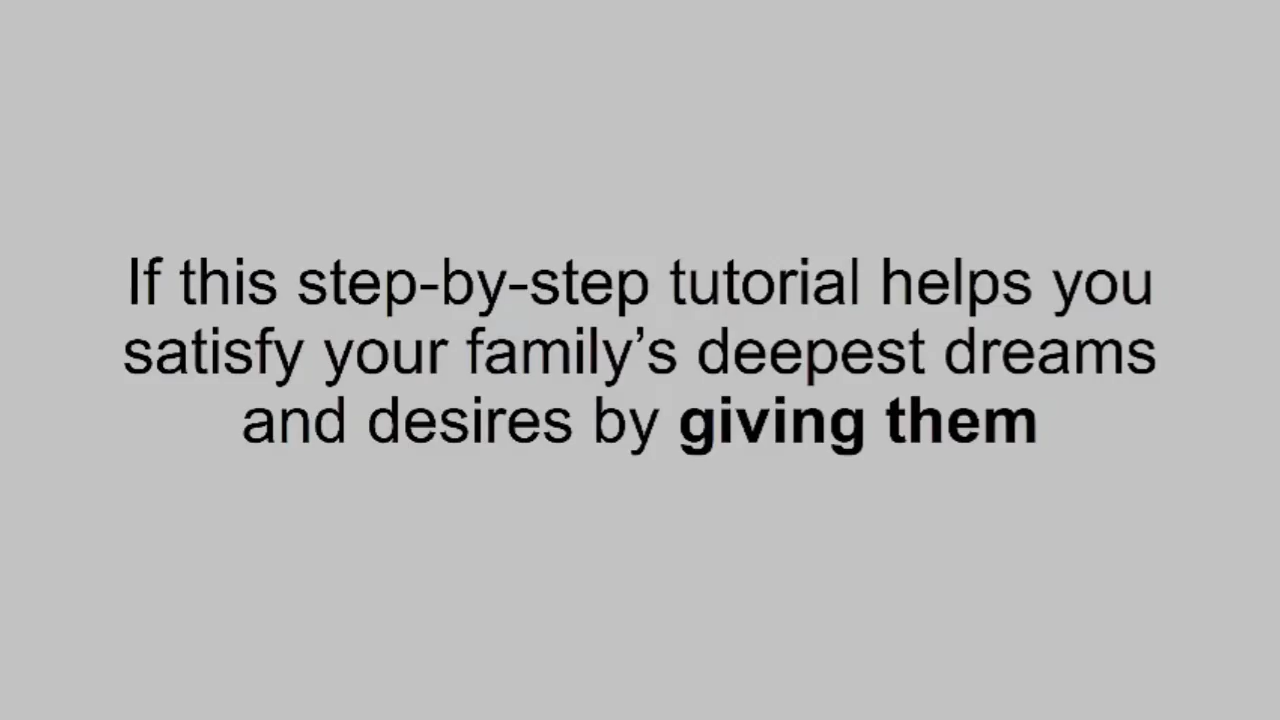 If this step-by-step tutorial helps you
satisfy your family’s deepest dreams
and desires by giving them